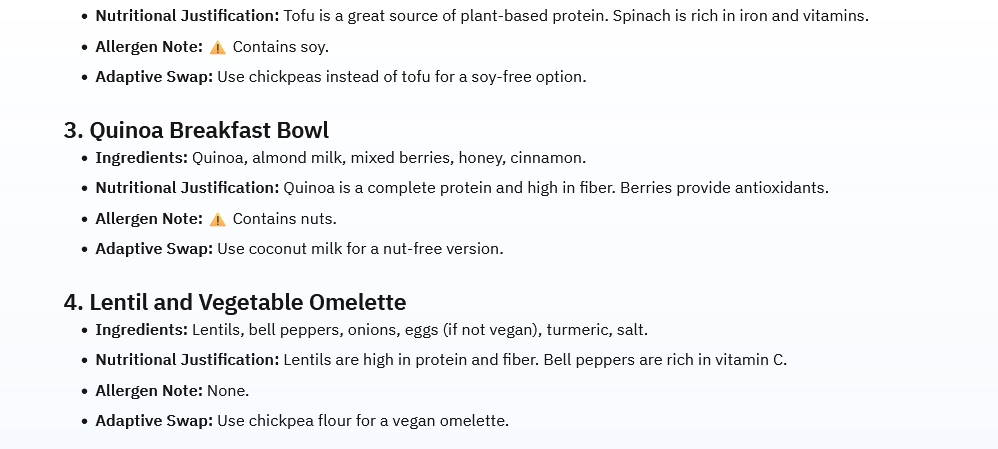 • Nutritional Justification: Tofu is a great source of plant-based protein. Spinach is rich in iron and vitamins.
• Allergen Note: ⚠️ Contains soy.
• Adaptive Swap: Use chickpeas instead of tofu for a soy-free option.
3. Quinoa Breakfast Bowl
• Ingredients: Quinoa, almond milk, mixed berries, honey, cinnamon.
• Nutritional Justification: Quinoa is a complete protein and high in fiber. Berries provide antioxidants.
• Allergen Note: ⚠️ Contains nuts.
• Adaptive Swap: Use coconut milk for a nut-free version.
4. Lentil and Vegetable Omelette
• Ingredients: Lentils, bell peppers, onions, eggs (if not vegan), turmeric, salt.
• Nutritional Justification: Lentils are high in protein and fiber. Bell peppers are rich in vitamin C.
• Allergen Note: None.
• Adaptive Swap: Use chickpea flour for a vegan omelette.